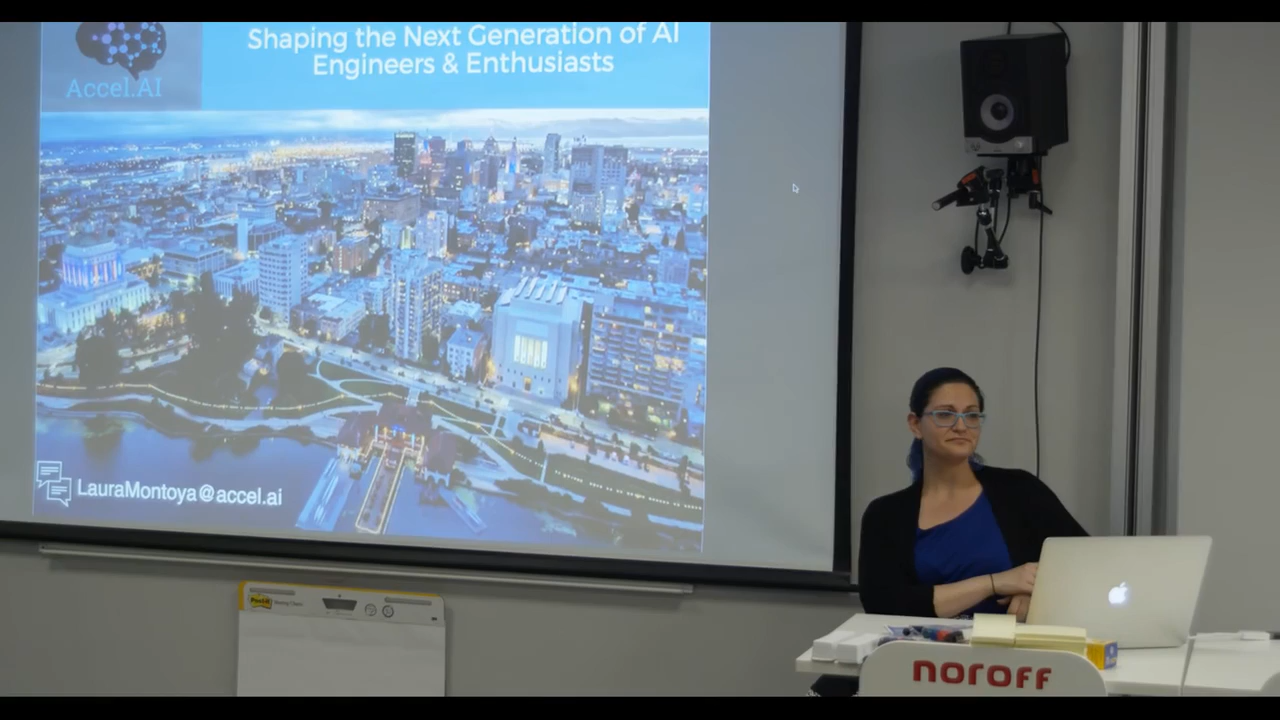 Shaping the Next Generation of AI
Engineers & Enthusiasts
Accel.AI
LauraMontoya@accel.ai
Post-it
noroff